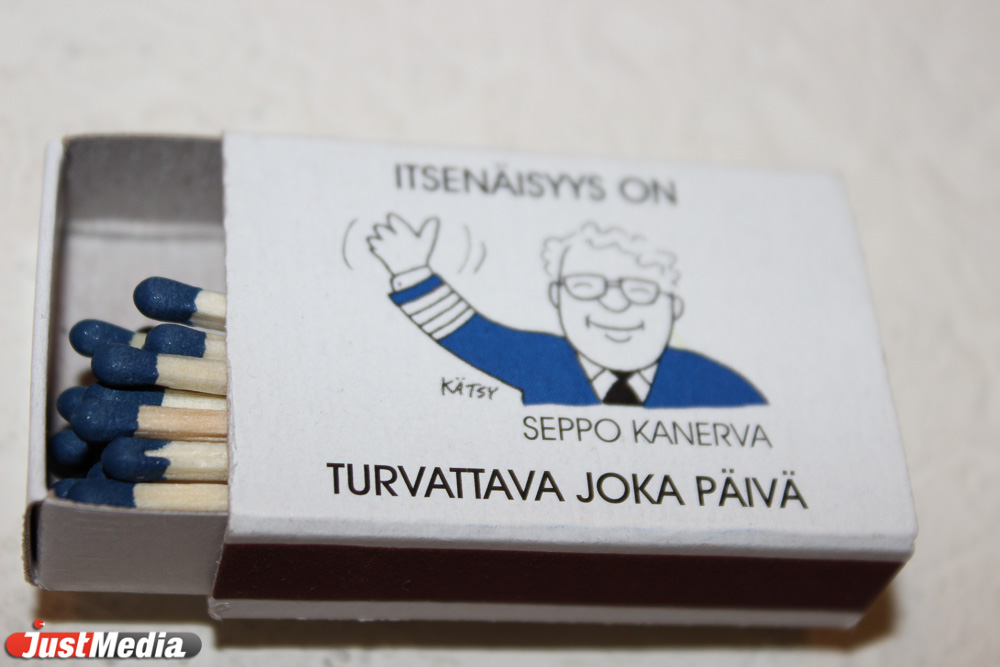 ITSENÄISYYS ON
KÄTSY
SEPPO KANERVA
TURVATTAVA JOKA PÄIVÄ
JUSTMEDIA